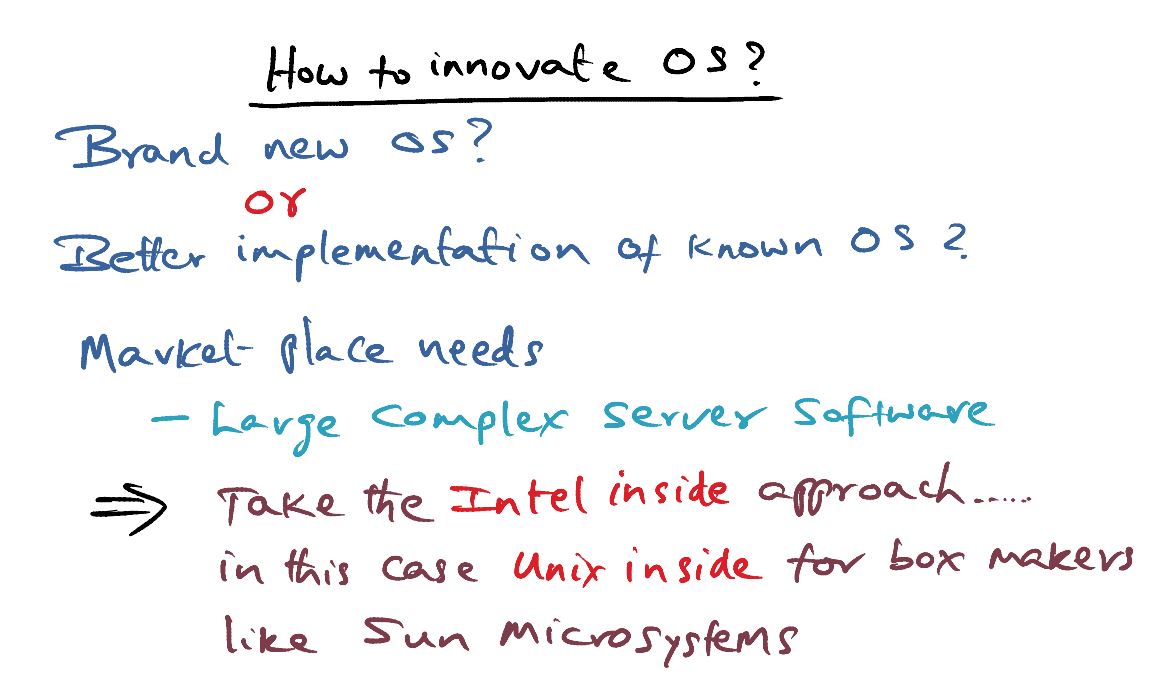 How to innovate OS?
Brand new OS?
or
Better implementation of known OS?
Market place needs
- Large complex server software
⇒ Take the Intel inside approach.....
in this case Unix inside for box makers
like Sun Microsystems